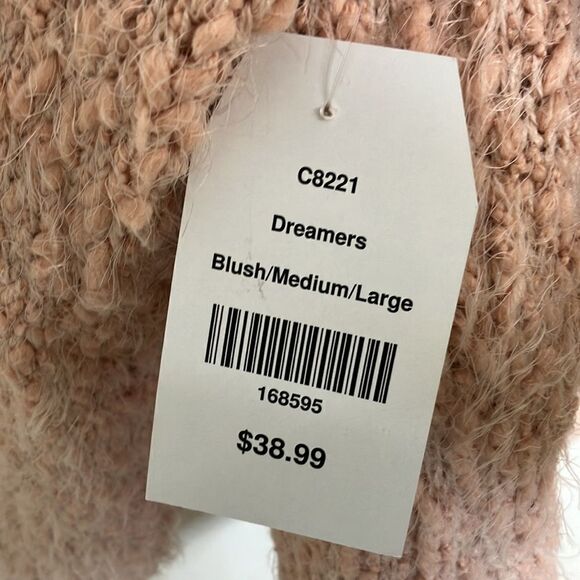 C8221
Dreamers
Blush/Medium/Large
168595
$38.99